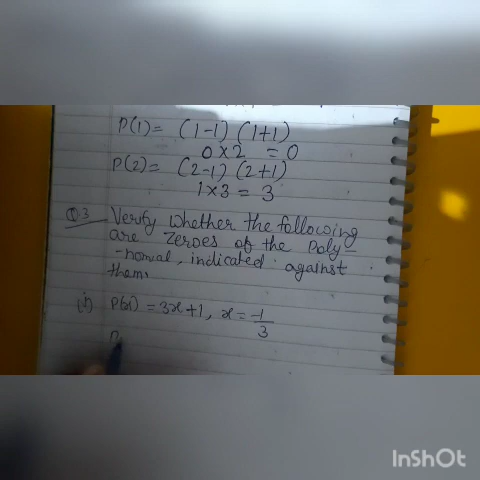 P(1) = (1-1) (1+1)
0×2 = 0
P(2) = (2-1) (2+1)
1×3 = 3
Q.3 Verify whether the following
are zeroes of the poly-
-nomial, indicated against
them.
(i) P(x) = 3x+1, x = -1/3
InShOt